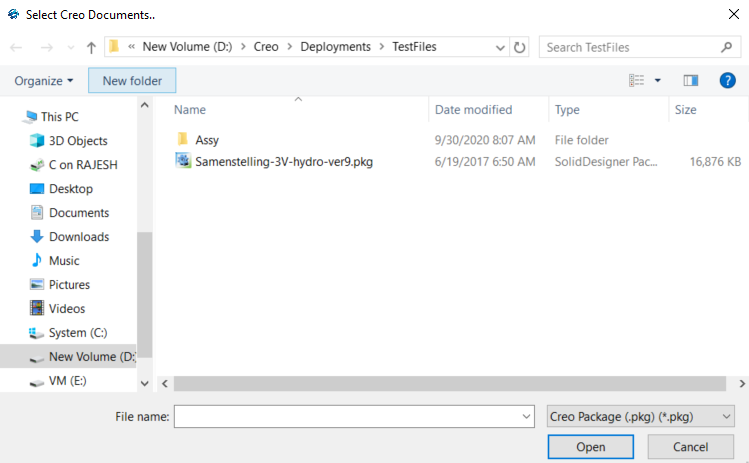 Select Creo Documents..
« New Volume (D:) > Creo > Deployments > TestFiles
Search TestFiles
Organize
New folder
?
Name
Date modified
Type
Size
This PC
3D Objects
C on RAJESH
Desktop
Documents
Downloads
Music
Pictures
Videos
System (C:)
New Volume (D:
VM (E:)
Assy 9/30/2020 8:07 AM File folder
Samenstelling-3V-hydro-ver9.pkg 6/19/2017 6:50 AM SolidDesigner Pac... 16,876 KB
File name:
Creo Package (.pkg) (*.pkg)
Open
Cancel